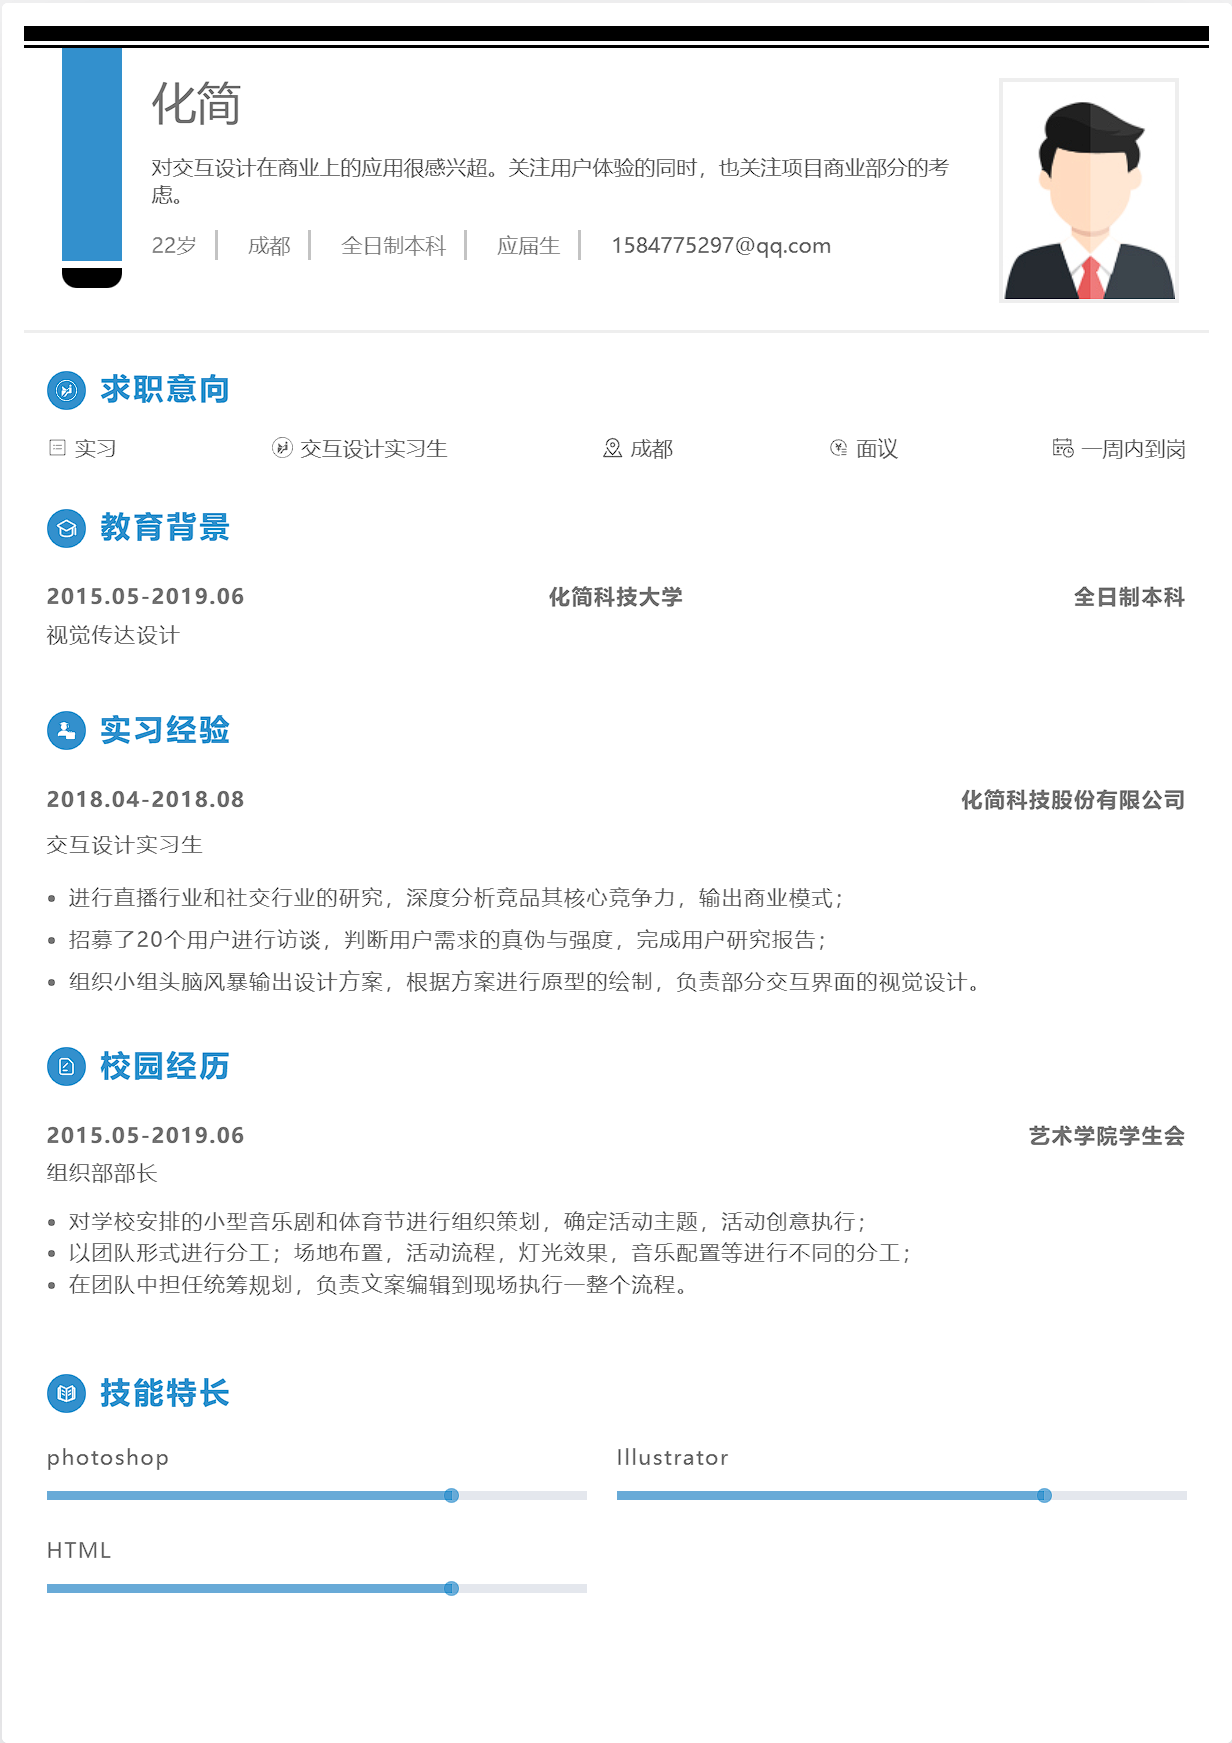 化简
对交互设计在商业上的应用很感兴超。关注用户体验的同时，也关注项目商业部分的考
虑。
22岁 成都 全日制本科 应届生 1584775297@qq.com
求职意向
实习 交互设计实习生 成都 面议 一周内到岗
教育背景
2015.05-2019.06 化简科技大学 全日制本科
视觉传达设计
实习经验
2018.04-2018.08 化简科技股份有限公司
交互设计实习生
• 进行直播行业和社交行业的研究，深度分析竞品其核心竞争力，输出商业模式；
• 招募了20个用户进行访谈，判断用户需求的真伪与强度，完成用户研究报告；
• 组织小组头脑风暴输出设计方案，根据方案进行原型的绘制，负责部分交互界面的视觉设计。
校园经历
2015.05-2019.06 艺术学院学生会
组织部部长
• 对学校安排的小型音乐剧和体育节进行组织策划，确定活动主题，活动创意执行；
• 以团队形式进行分工；场地布置，活动流程，灯光效果，音乐配置等进行不同的分工；
• 在团队中担任统筹规划，负责文案编辑到现场执行一整个流程。
技能特长
photoshop Illustrator
HTML